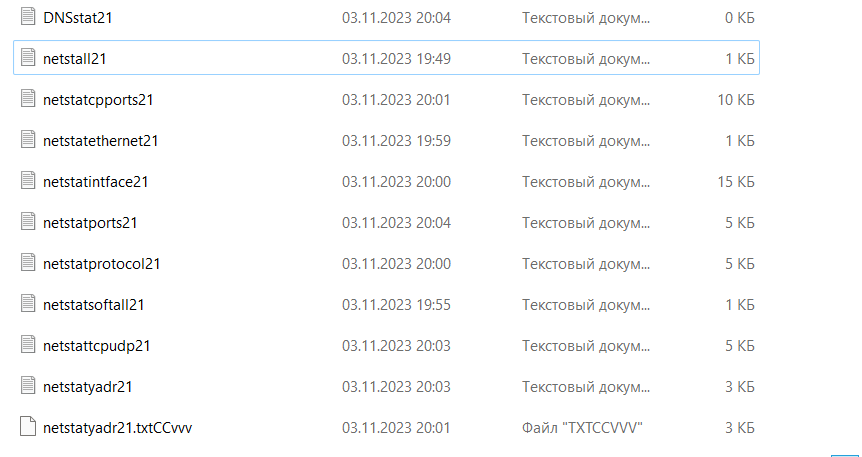 DNSstat21 03.11.2023 20:04 Текстовый докум... 0 КБ
netstall21 03.11.2023 19:49 Текстовый докум... 1 КБ
netstatcpports21 03.11.2023 20:01 Текстовый докум... 10 КБ
netstatethernet21 03.11.2023 19:59 Текстовый докум... 1 КБ
netstatintface21 03.11.2023 20:00 Текстовый докум... 15 КБ
netstatports21 03.11.2023 20:04 Текстовый докум... 5 КБ
netstatprotocol21 03.11.2023 20:00 Текстовый докум... 5 КБ
netstatsoftall21 03.11.2023 19:55 Текстовый докум... 1 КБ
netstattcpudp21 03.11.2023 20:03 Текстовый докум... 5 КБ
netstatyadr21 03.11.2023 20:03 Текстовый докум... 3 КБ
netstatyadr21.txtCCvvv 03.11.2023 20:01 Файл "TXTCCVVV" 3 КБ